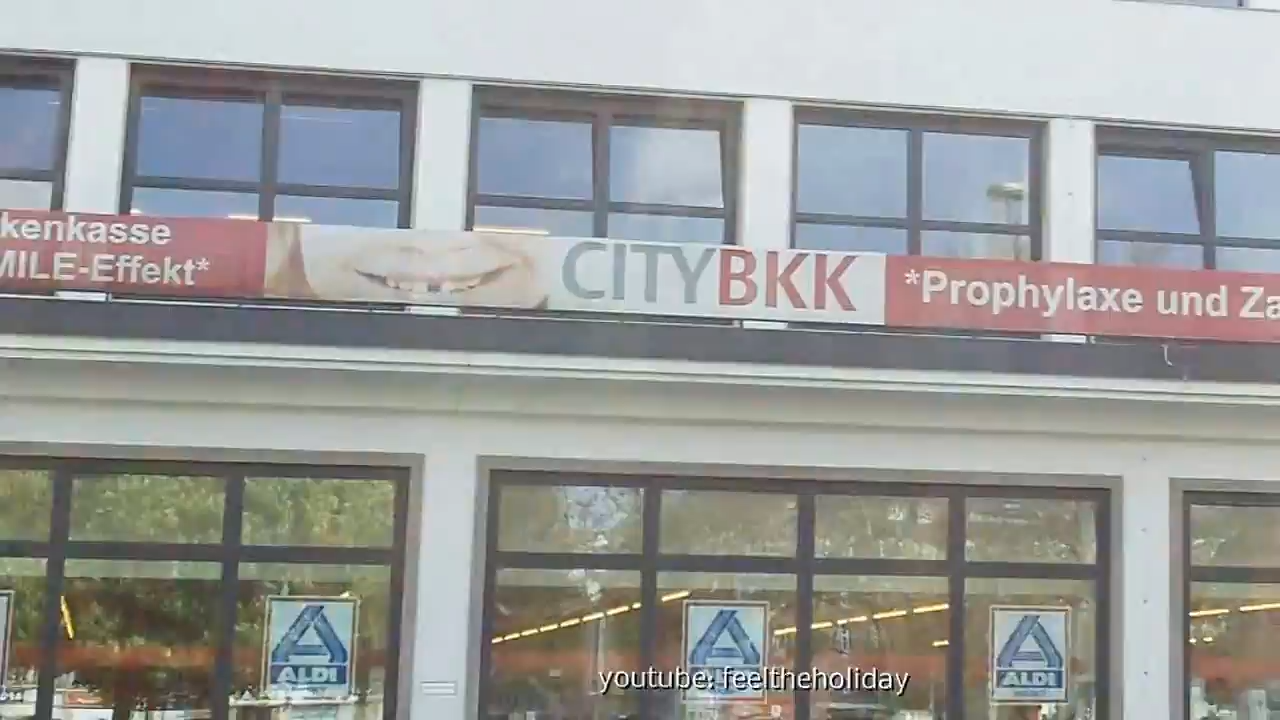 kenkasse
MILE-Effekt*
CITYBKK
*Prophylaxe und Za
ALDI
ALDI
youtube: feeltheholiday